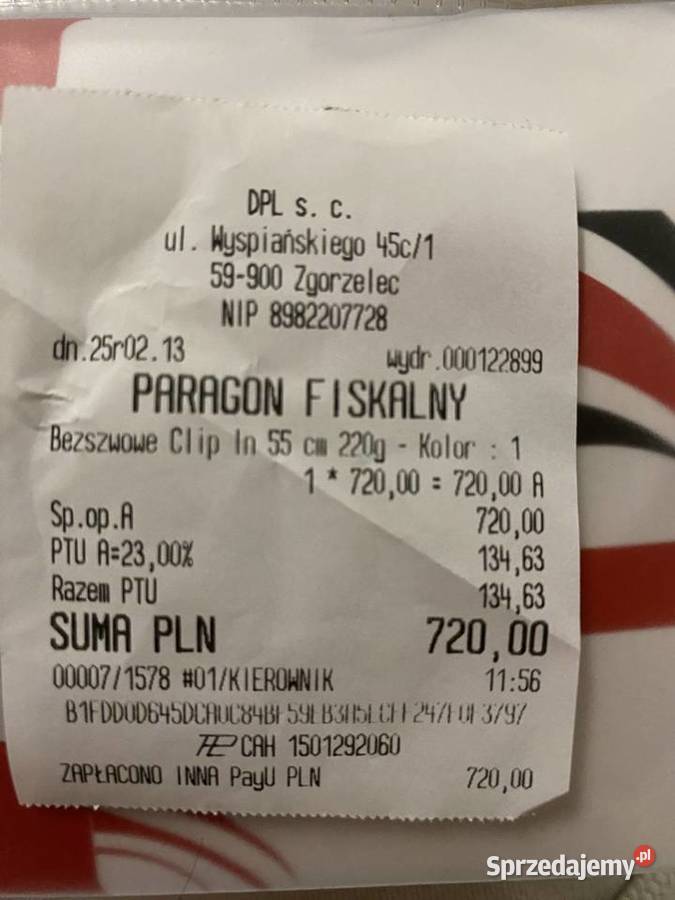 DPL s. c.
ul. Wyspiańskiego 45c/1
59-900 Zgorzelec
NIP 8982207728
dn.25r02.13 wydr.000122899
PARAGON FISKALNY
Bezszwowe Clip In 55 cm 220g - Kolor : 1
1 * 720,00 = 720,00 A
Sp.op.A 720,00
PTU A=23,00% 134,63
Razem PTU 134,63
SUMA PLN 720,00
00007/1578 #01/KIEROWNIK 11:56
CAH 1501292060
ZAPŁACONO INNA PayU PLN 720,00
Sprzedajemy.pl